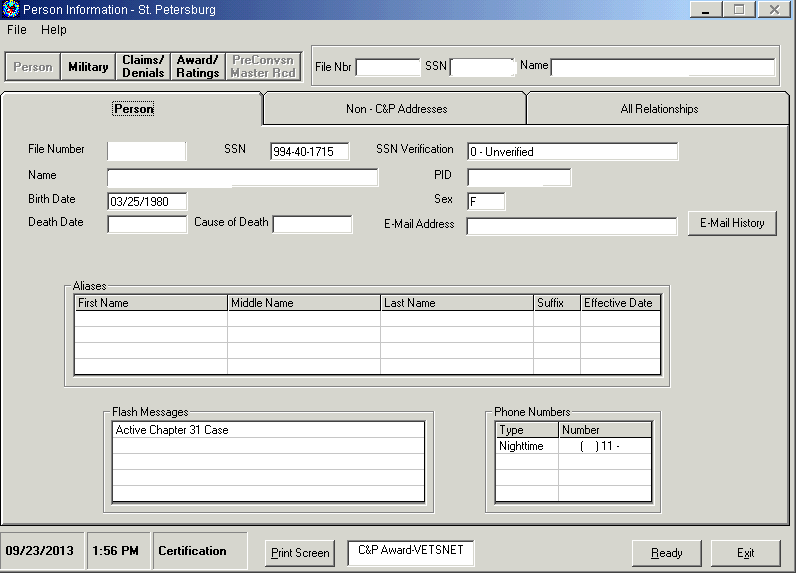 Person Information - St. Petersburg
File Help
Person Military Claims/ Denials Award/ Ratings PreConvsn Master Rcd File Nbr SSN Name
Person Non - C&P Addresses All Relationships
File Number SSN 994-40-1715 SSN Verification 0 - Unverified
Name PID
Birth Date 03/25/1980 Sex F
Death Date Cause of Death E-Mail Address E-Mail History
Aliases
First Name Middle Name Last Name Suffix Effective Date
Flash Messages Phone Numbers
Active Chapter 31 Case Type Number
Nighttime ( ) 11 -
09/23/2013 1:56 PM Certification Print Screen C&P Award-VETSNET Ready Exit